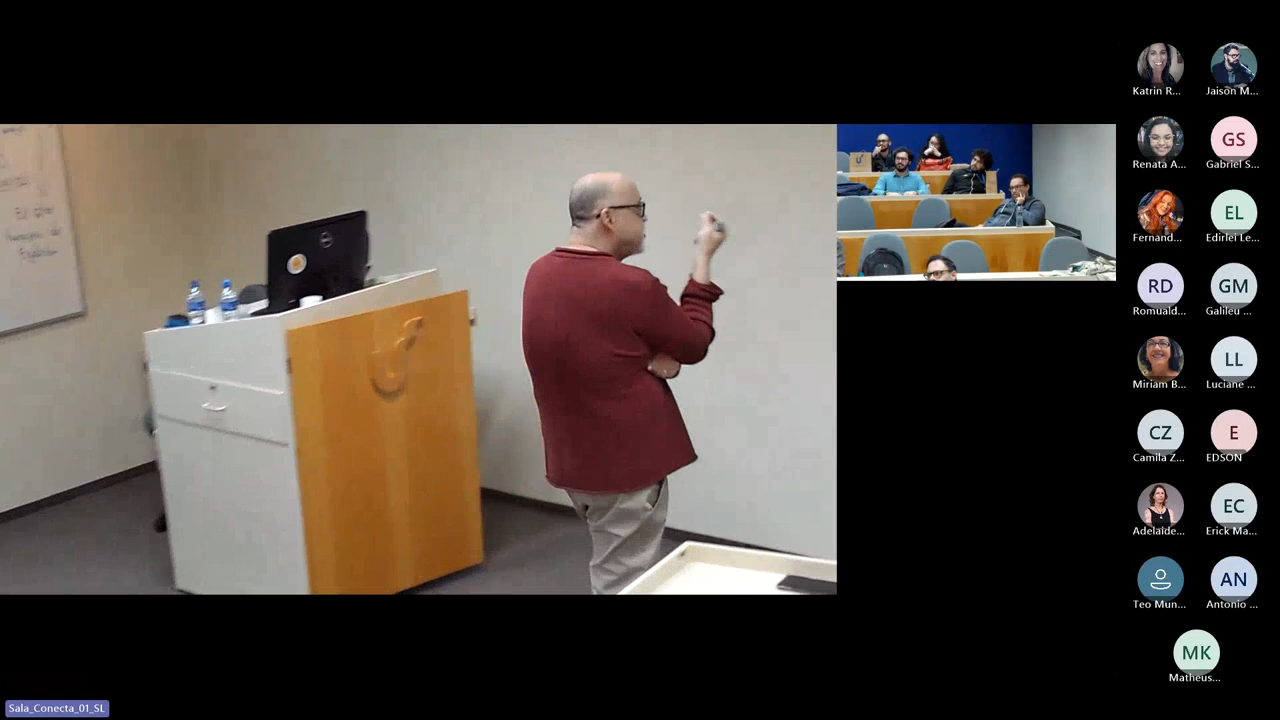 Katrin R...
Jaison M...
Renata A...
GS
Gabriel S...
Fernand...
EL
Edirlei Le...
RD
Romuald...
GM
Galileu ...
Miriam B...
LL
Luciane ...
CZ
Camila Z...
E
EDSON
Adelaide...
EC
Erick Ma...
Teo Mun...
AN
Antonio ...
MK
Matheus...
Sala_Conecta_01_SL